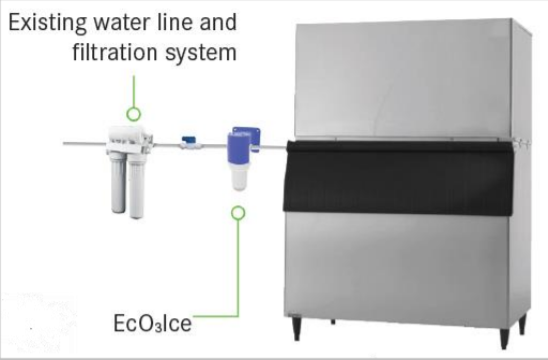 Existing water line and
filtration system
EcO₃Ice